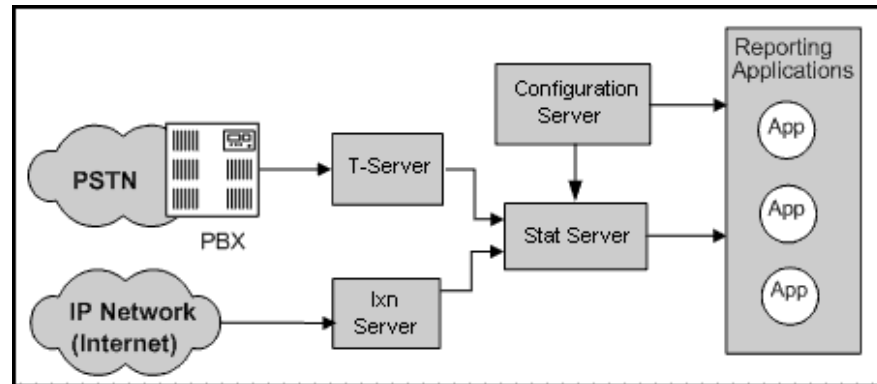 Reporting
Applications
Configuration
Server
App
PSTN
T-Server
PBX
Stat Server
App
IP Network
(Internet)
Ixn
Server
App